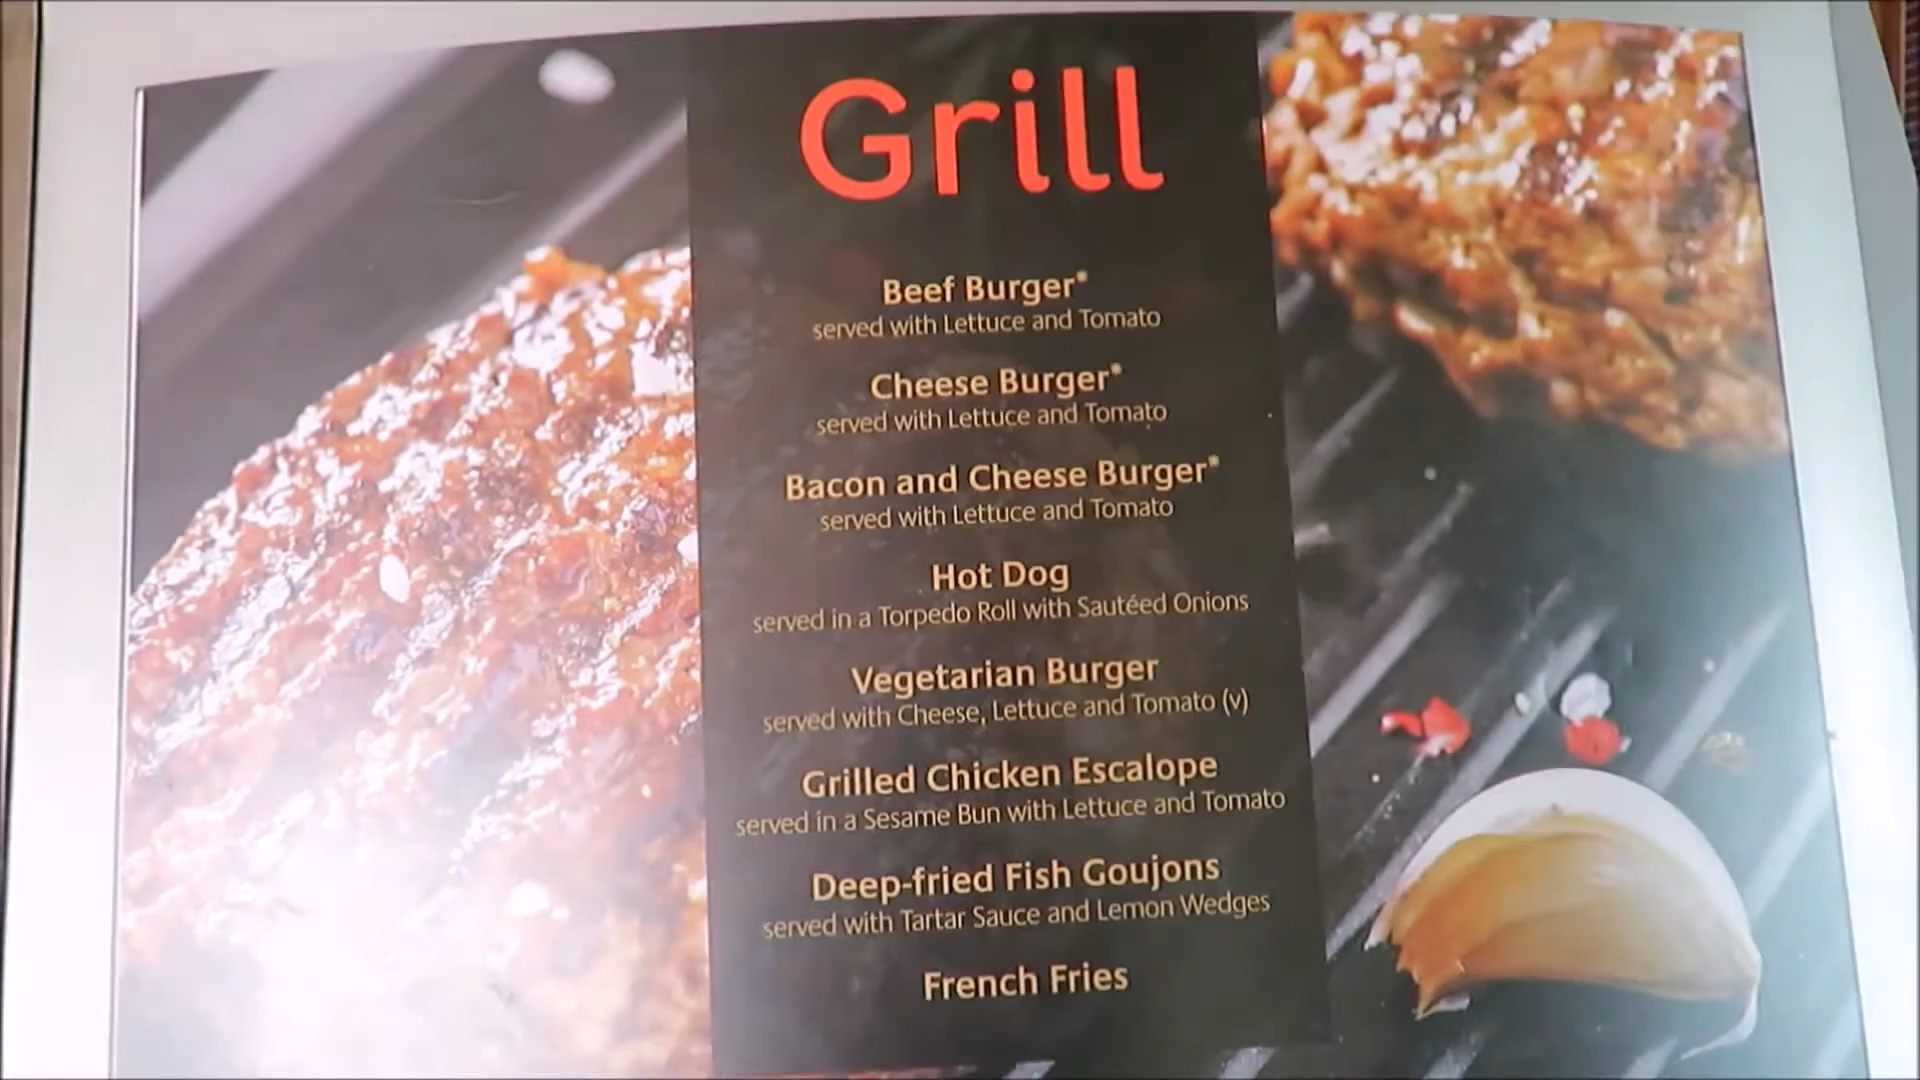 Grill
Beef Burger*
served with Lettuce and Tomato
Cheese Burger*
served with Lettuce and Tomato
Bacon and Cheese Burger*
served with Lettuce and Tomato
Hot Dog
served in a Torpedo Roll with Sautéed Onions
Vegetarian Burger
served with Cheese, Lettuce and Tomato (v)
Grilled Chicken Escalope
served in a Sesame Bun with Lettuce and Tomato
Deep-fried Fish Goujons
served with Tartar Sauce and Lemon Wedges
French Fries